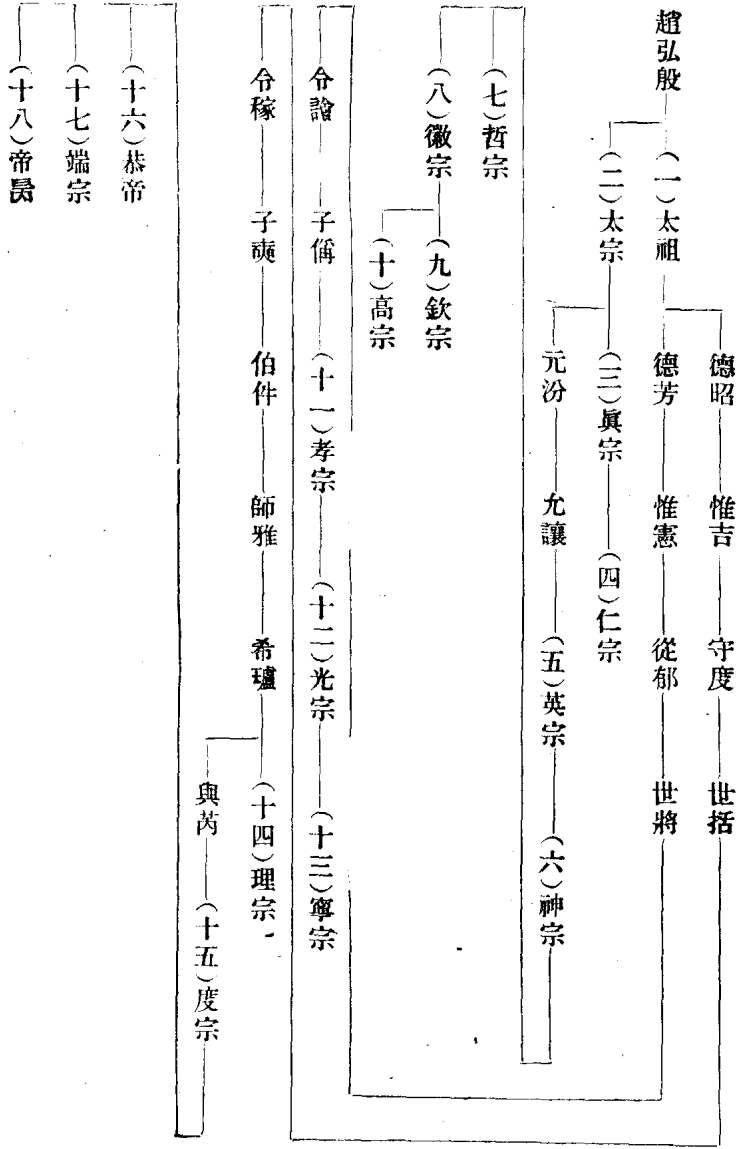 趙弘殷
(一)太祖
(二)太宗
德昭
惟吉
守度
世括
德芳
惟憲
從郁
世將
(三)眞宗
(四)仁宗
元汾
允讓
(五)英宗
(六)神宗
(七)哲宗
(八)徽宗
(九)欽宗
(十)高宗
令譮
子偁
(十一)孝宗
(十二)光宗
(十三)寧宗
令稼
子奭
伯件
師雅
希瓐
(十四)理宗
與芮
(十五)度宗
(十六)恭帝
(十七)端宗
(十八)帝昺